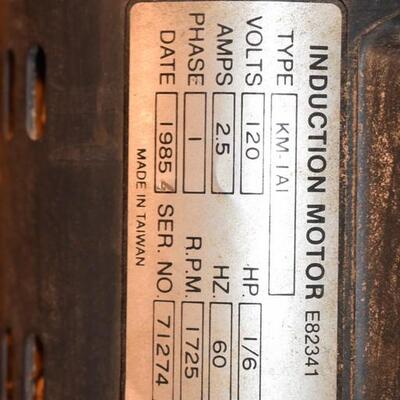 INDUCTION MOTOR E82341
TYPE KM-1A1
VOLTS 120 HP. 1/6
AMPS 2.5 HZ. 60
PHASE 1 R.P.M. 1725
DATE 1985 SER. NO. 71274
MADE IN TAIWAN